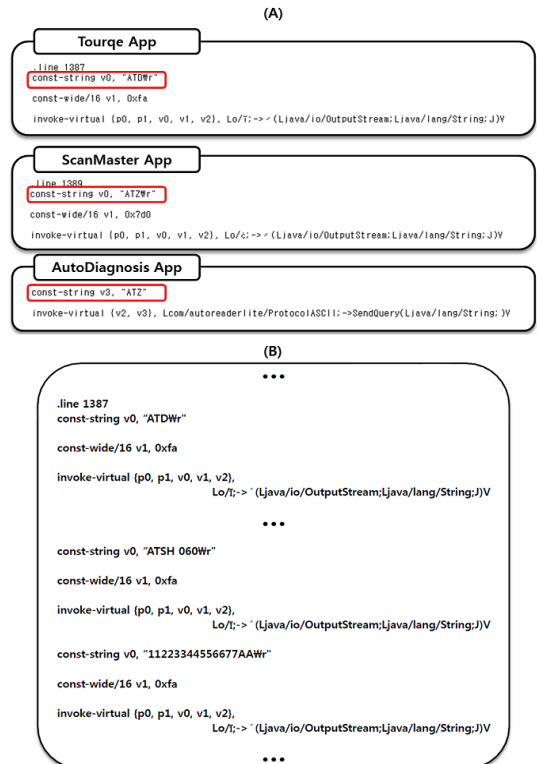 (A)
Tourqe App
.line 1387
const-string v0, "ATD₩r"
const-wide/16 v1, 0xfa
invoke-virtual {p0, p1, v0, v1, v2}, Lo/ĭ;->ˊ(Ljava/io/OutputStream;Ljava/lang/String;J)V
ScanMaster App
.line 1389
const-string v0, "ATZ₩r"
const-wide/16 v1, 0x7d0
invoke-virtual {p0, p1, v0, v1, v2}, Lo/ċ;->ˊ(Ljava/io/OutputStream;Ljava/lang/String;J)V
AutoDiagnosis App
const-string v3, "ATZ"
invoke-virtual {v2, v3}, Lcom/autoreaderlite/ProtocolASCII;->SendQuery(Ljava/lang/String;)V
(B)
•••
.line 1387
const-string v0, "ATD₩r"
const-wide/16 v1, 0xfa
invoke-virtual {p0, p1, v0, v1, v2},
Lo/ĭ;->ˊ(Ljava/io/OutputStream;Ljava/lang/String;J)V
•••
const-string v0, "ATSH 060₩r"
const-wide/16 v1, 0xfa
invoke-virtual {p0, p1, v0, v1, v2},
Lo/ĭ;->ˊ(Ljava/io/OutputStream;Ljava/lang/String;J)V
const-string v0, "11223344556677AA₩r"
const-wide/16 v1, 0xfa
invoke-virtual {p0, p1, v0, v1, v2},
Lo/ĭ;->ˊ(Ljava/io/OutputStream;Ljava/lang/String;J)V
•••